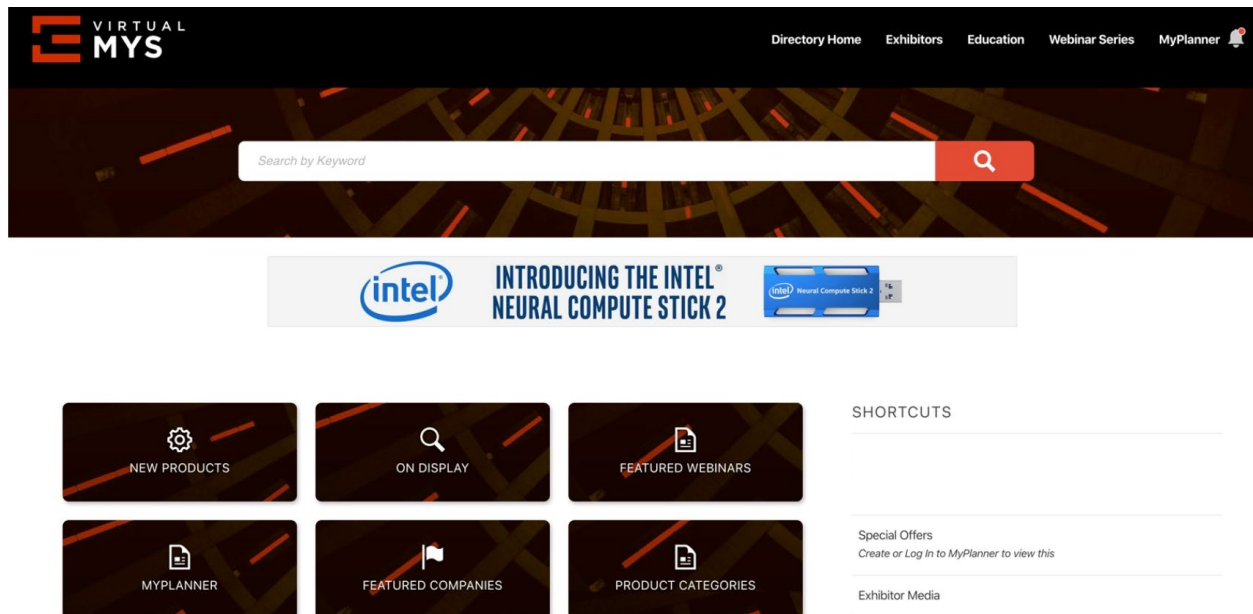 VIRTUAL
MYS
Directory Home Exhibitors Education Webinar Series MyPlanner
Search by Keyword
intel
INTRODUCING THE INTEL®
NEURAL COMPUTE STICK 2
intel Neural Compute Stick 2
NEW PRODUCTS
ON DISPLAY
FEATURED WEBINARS
MYPLANNER
FEATURED COMPANIES
PRODUCT CATEGORIES
SHORTCUTS
Special Offers
Create or Log In to MyPlanner to view this
Exhibitor Media